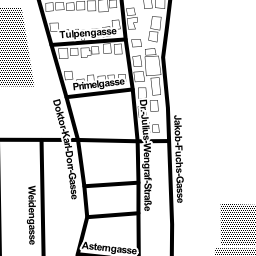 Tulpengasse
Primelgasse
Doktor-Karl-Dorr-Gasse
Dr.-Julius-Wengraf-Straße
Jakob-Fuchs-Gasse
Weidengasse
Asterngasse